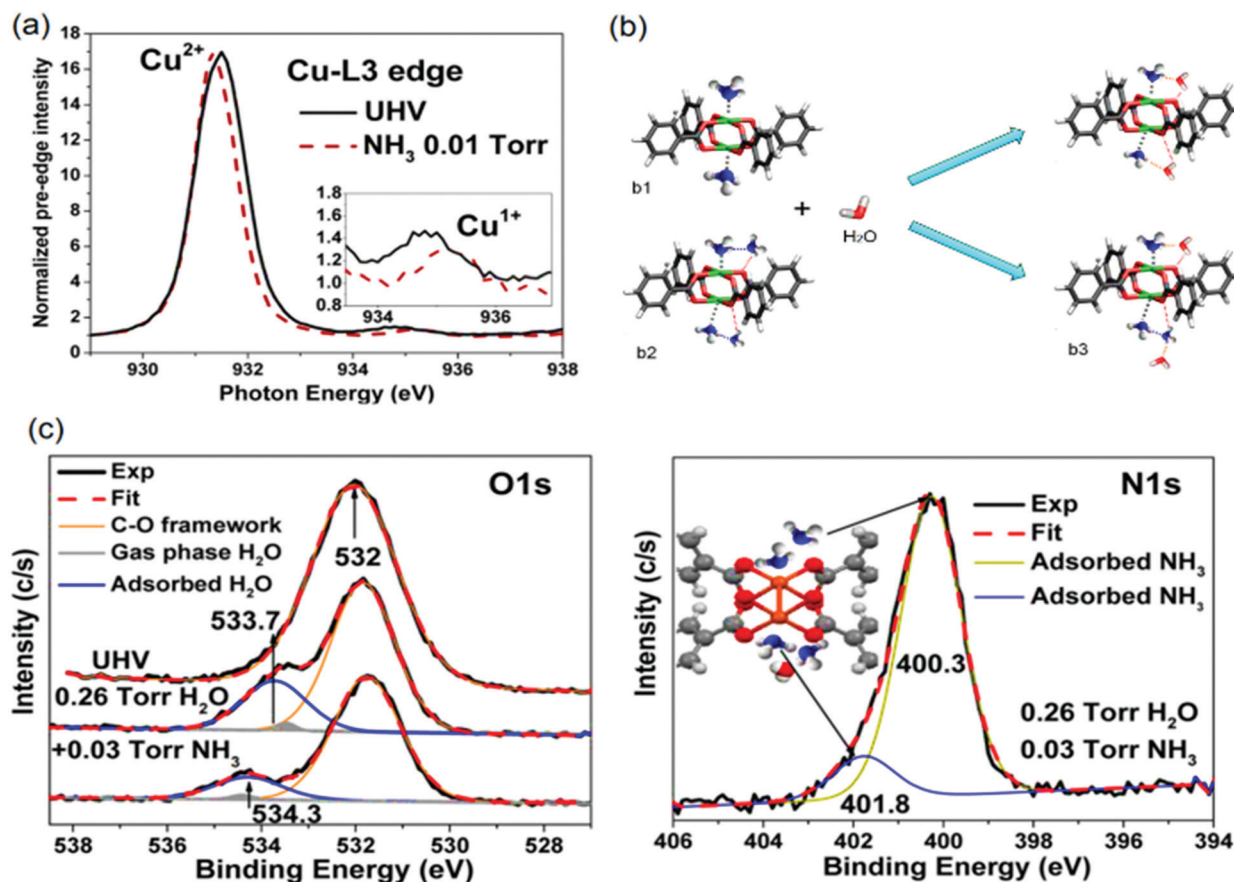 (a)
Normalized pre-edge intensity
18
16
14
12
10
8
6
4
2
0
Cu²⁺
Cu-L3 edge
UHV
NH₃ 0.01 Torr
1.8
1.6
1.4
1.2
1.0
0.8
Cu¹⁺
934
936
930
932
934
936
938
Photon Energy (eV)
(b)
b1
+
H₂O
b2
b3
(c)
Intensity (c/s)
Exp
Fit
C-O framework
Gas phase H₂O
Adsorbed H₂O
O1s
532
533.7
UHV
0.26 Torr H₂O
+0.03 Torr NH₃
534.3
538
536
534
532
530
528
Binding Energy (eV)
Intensity (c/s)
N1s
Exp
Fit
Adsorbed NH₃
Adsorbed NH₃
400.3
0.26 Torr H₂O
0.03 Torr NH₃
401.8
406
404
402
400
398
396
394
Binding Energy (eV)